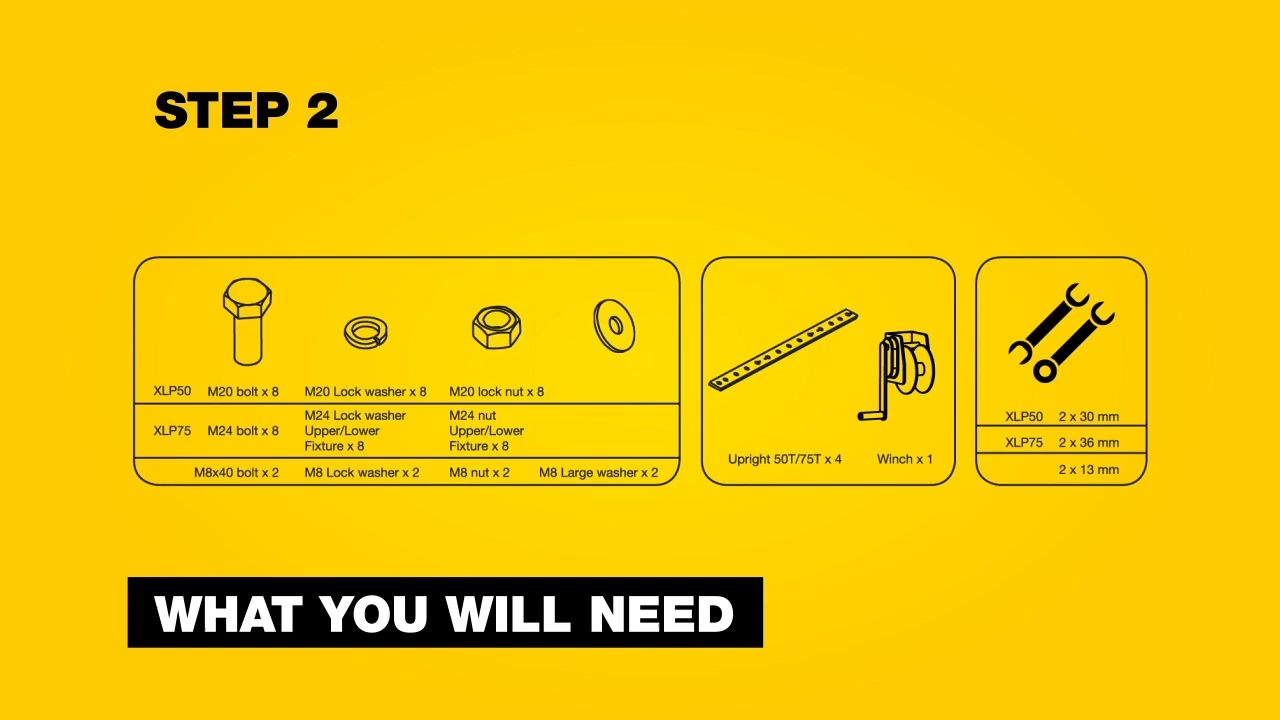 STEP 2
XLP50 M20 bolt x 8 M20 Lock washer x 8 M20 lock nut x 8
XLP75 M24 bolt x 8
M24 Lock washer
Upper/Lower
Fixture x 8
M24 nut
Upper/Lower
Fixture x 8
M8x40 bolt x 2 M8 Lock washer x 2 M8 nut x 2 M8 Large washer x 2
Upright 50T/75T x 4 Winch x 1
XLP50 2 x 30 mm
XLP75 2 x 36 mm
2 x 13 mm
WHAT YOU WILL NEED